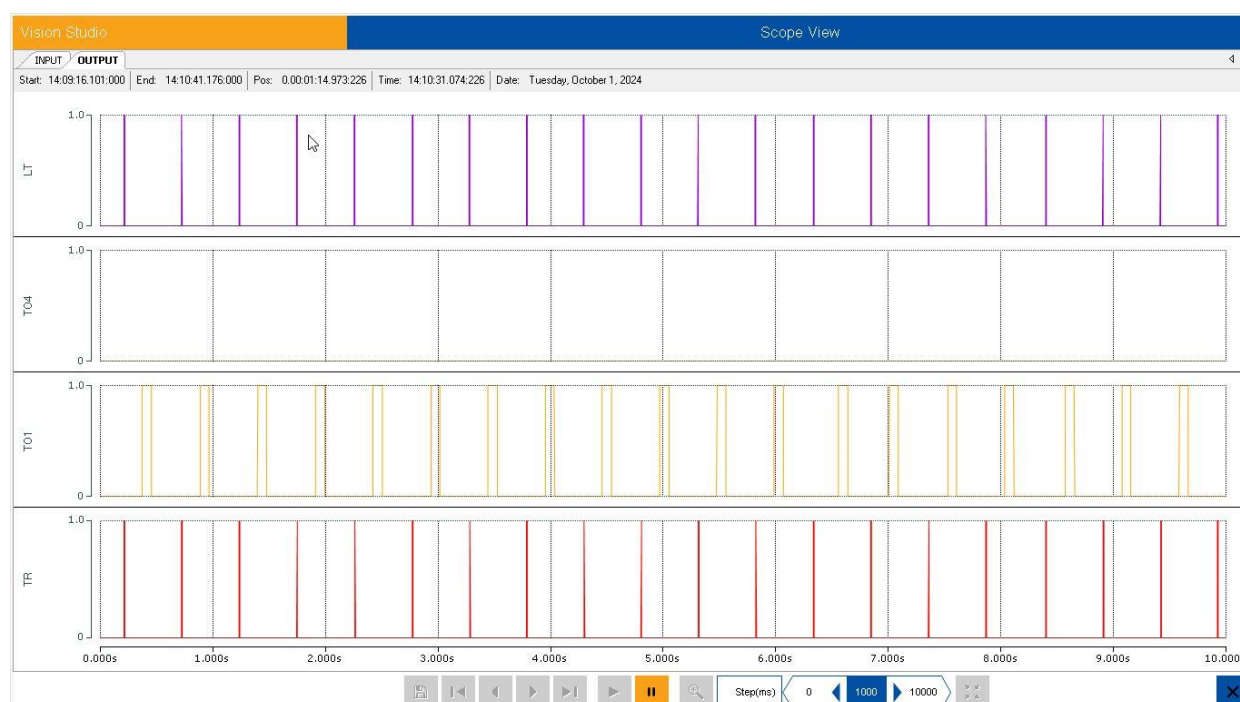 Vision Studio Scope View
INPUT OUTPUT
Start: 14:09:16.101:000 End: 14:10:41.176:000 Pos: 0.00:01:14.973:226 Time: 14:10:31.074:226 Date: Tuesday, October 1, 2024
1.0
LT
0
1.0
TO4
0
1.0
TO1
0
1.0
TR
0
0.000s 1.000s 2.000s 3.000s 4.000s 5.000s 6.000s 7.000s 8.000s 9.000s 10.000
Step(ms) 0 1000 10000